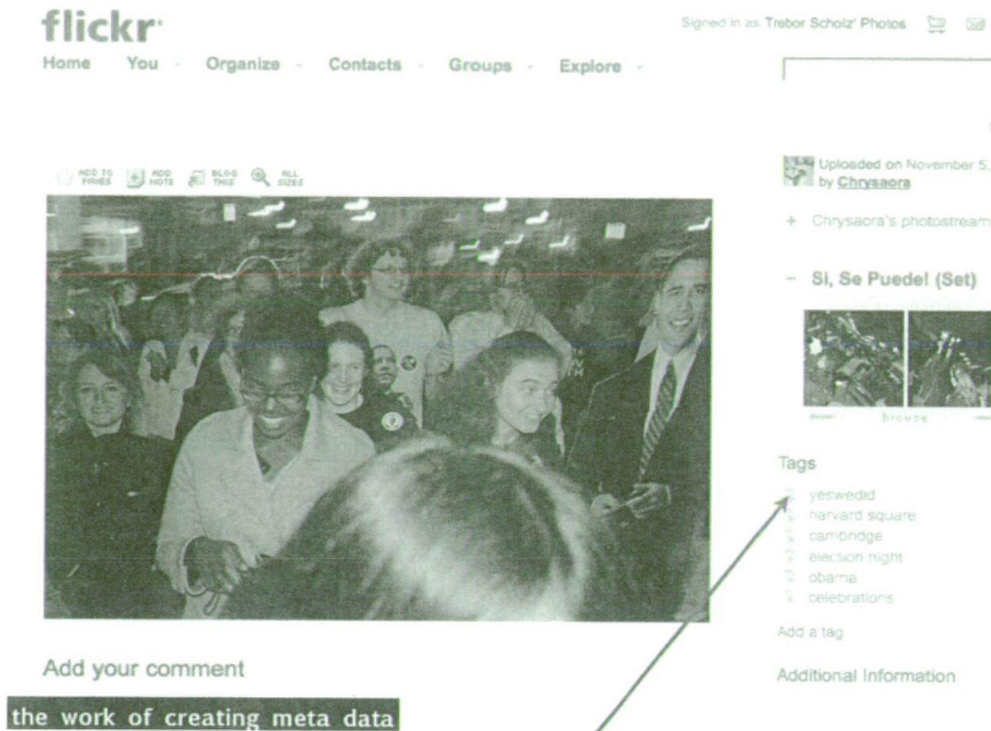 flickr
Signed in as Trebor Scholz' Photos
Home You Organize Contacts Groups Explore
ADD TO FAVES ADD NOTE BLOG THIS ALL SIZES
Uploaded on November 5,
by Chrysaora
+ Chrysaora's photostream
- Si, Se Puede! (Set)
browse
Tags
yeswedid
harvard square
cambridge
election night
obama
celebrations
Add a tag
Add your comment
Additional Information
the work of creating meta data